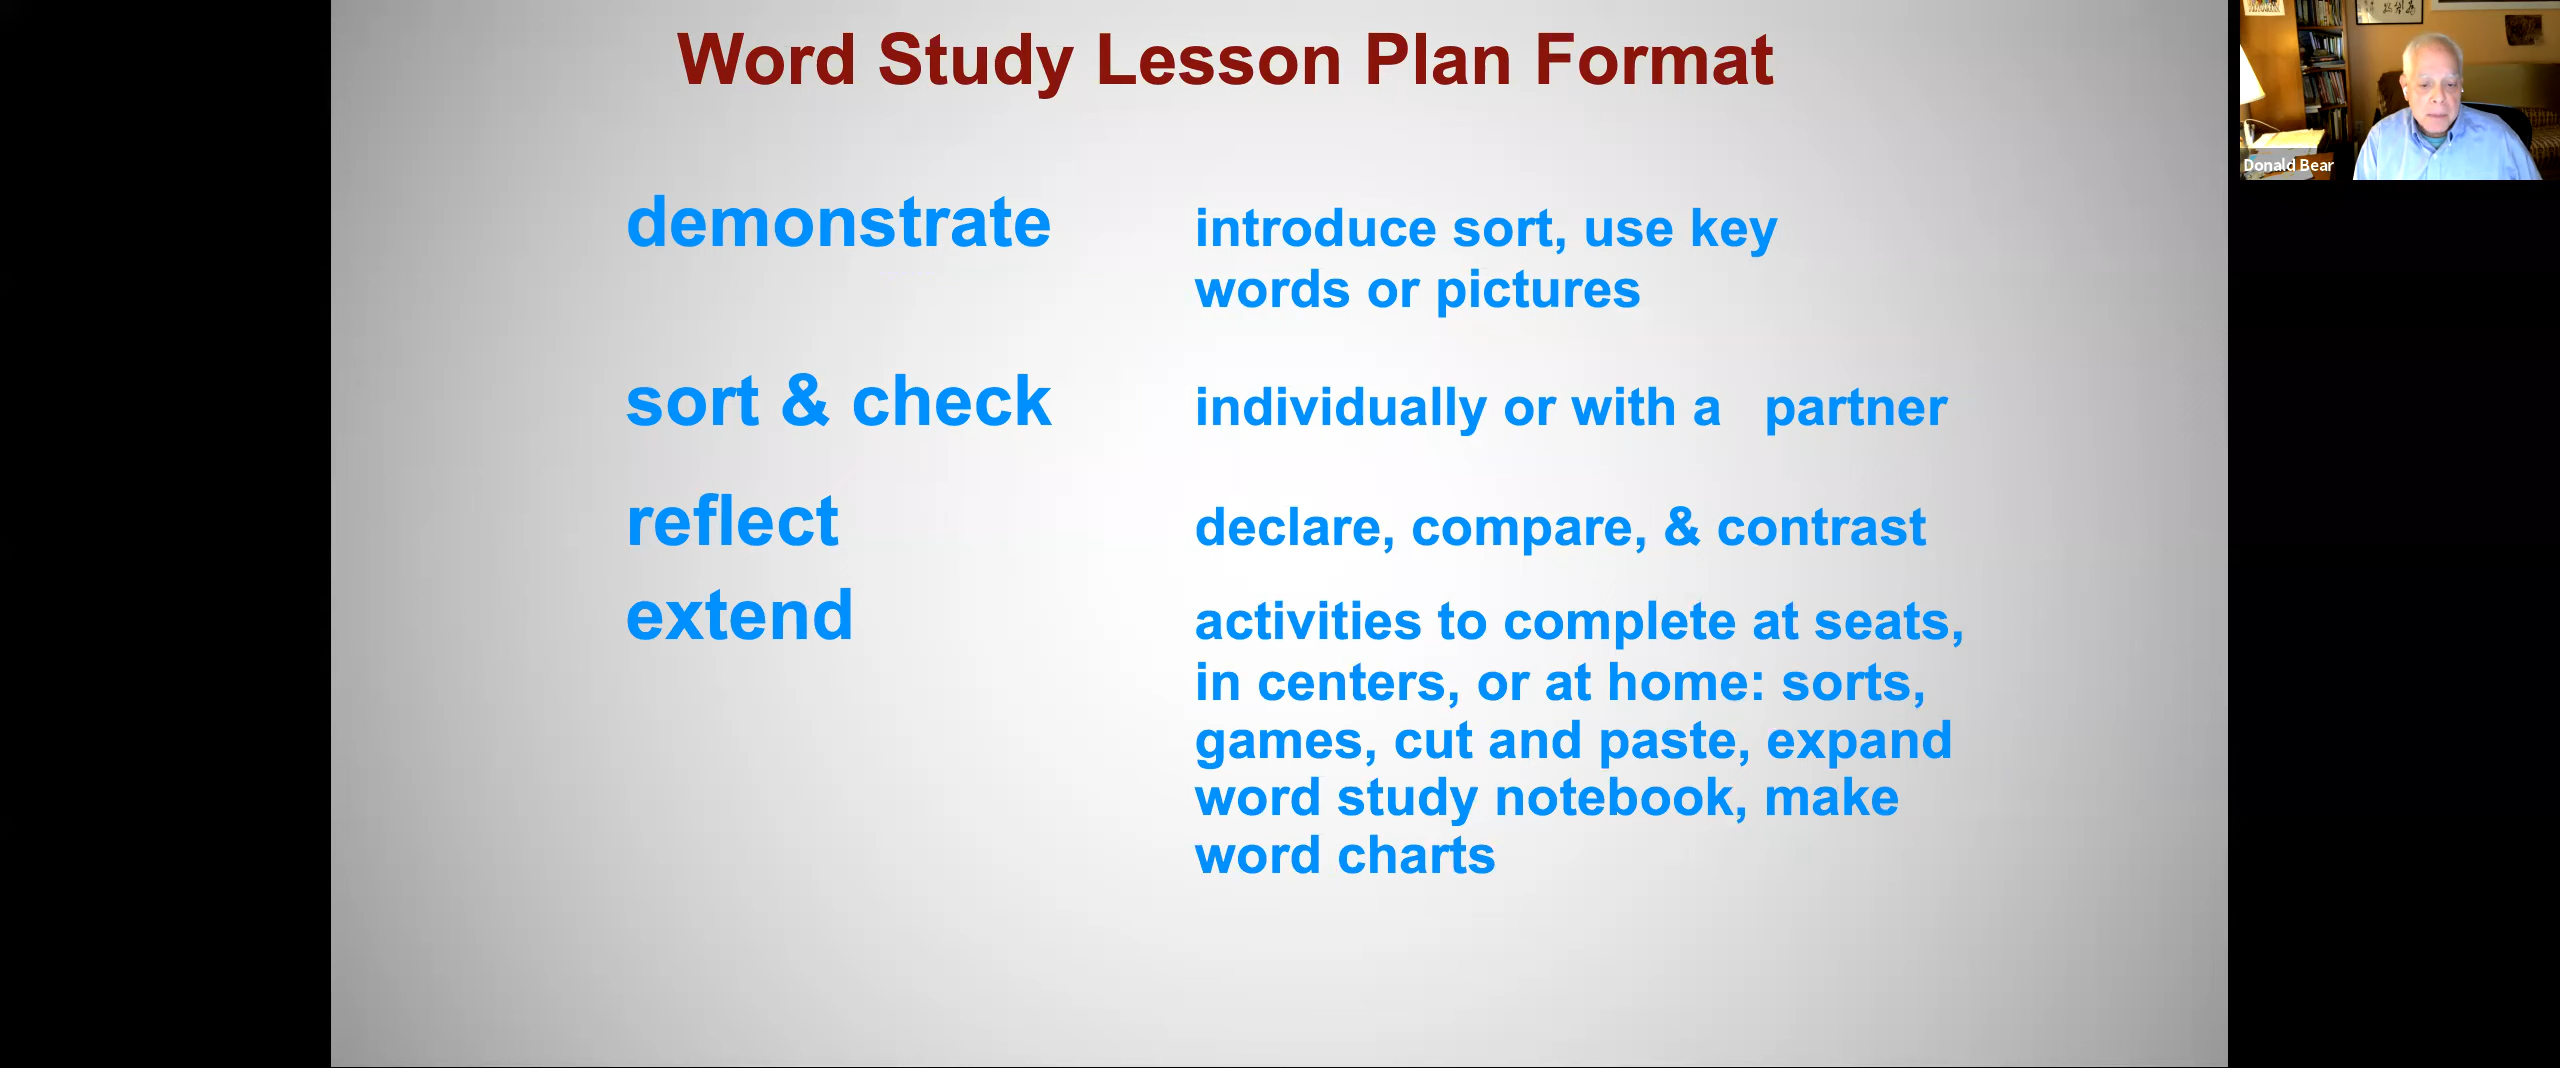 Word Study Lesson Plan Format
demonstrate
introduce sort, use key
words or pictures
sort & check
individually or with a partner
reflect
declare, compare, & contrast
extend
activities to complete at seats,
in centers, or at home: sorts,
games, cut and paste, expand
word study notebook, make
word charts
Donald Bear